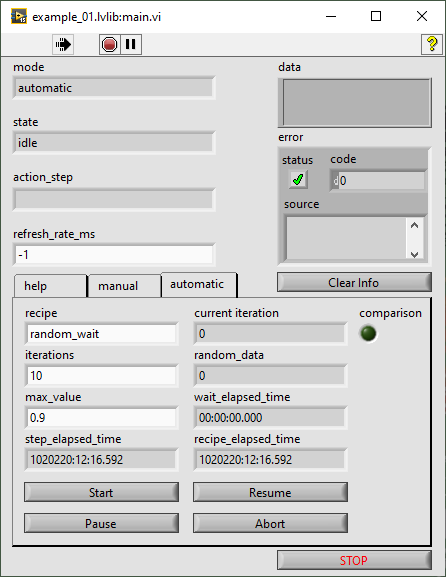 example_01.lvlib:main.vi
mode
automatic
state
idle
action_step
refresh_rate_ms
-1
data
error
status
code
d
0
source
Clear Info
help
manual
automatic
recipe
random_wait
iterations
10
max_value
0.9
step_elapsed_time
1020220:12:16.592
current iteration
0
random_data
0
wait_elapsed_time
00:00:00.000
recipe_elapsed_time
1020220:12:16.592
comparison
Start
Resume
Pause
Abort
STOP